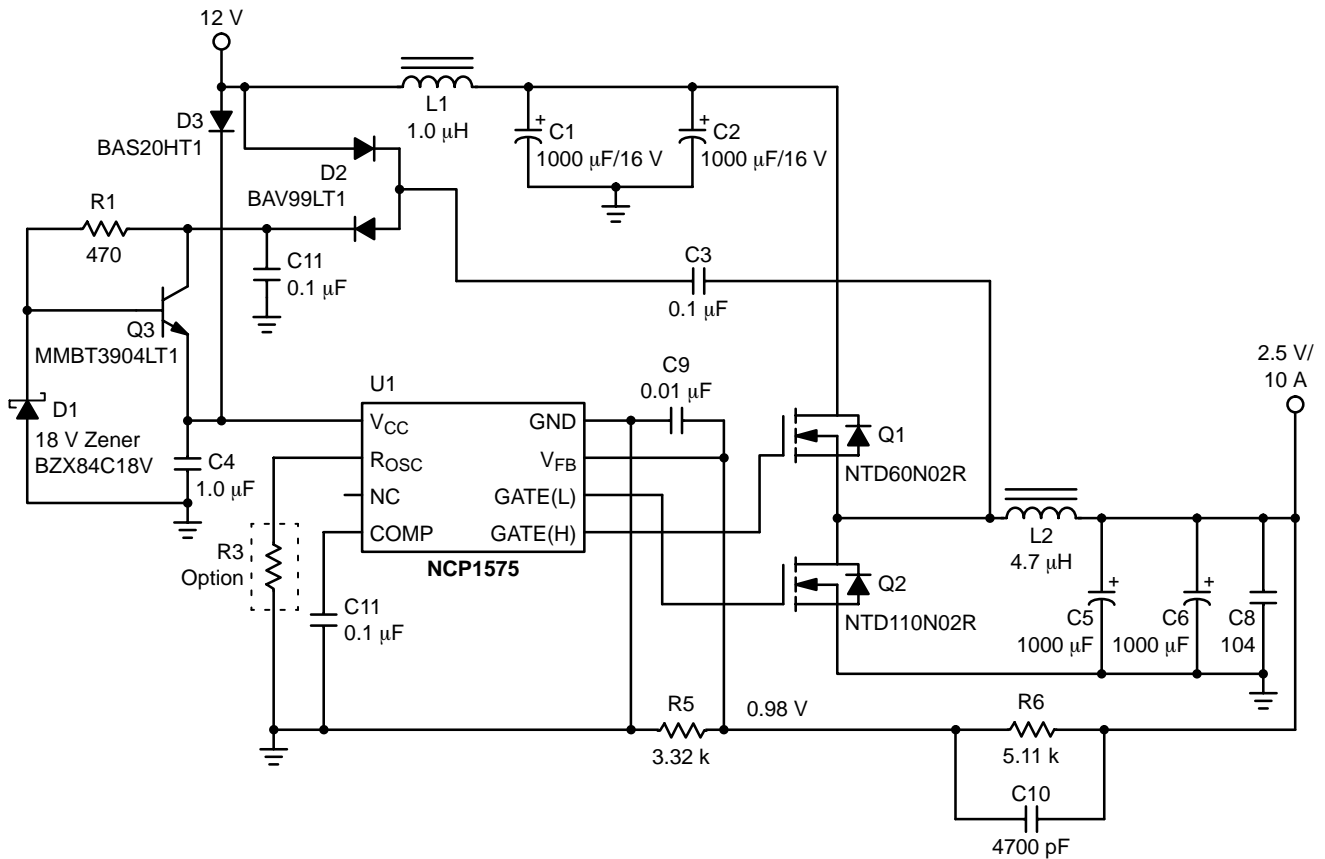 12 V
L1
1.0 μH
D3
BAS20HT1
+
C1
1000 μF/16 V
+
C2
1000 μF/16 V
D2
BAV99LT1
R1
470
C11
0.1 μF
C3
0.1 μF
Q3
MMBT3904LT1
C9
0.01 μF
2.5 V/
10 A
U1
D1
18 V Zener
BZX84C18V
C4
1.0 μF
VCC
ROSC
NC
COMP
GND
VFB
GATE(L)
GATE(H)
NCP1575
Q1
NTD60N02R
R3
Option
C11
0.1 μF
L2
4.7 μH
Q2
NTD110N02R
+
C5
1000 μF
+
C6
1000 μF
C8
104
R5
3.32 k
0.98 V
R6
5.11 k
C10
4700 pF